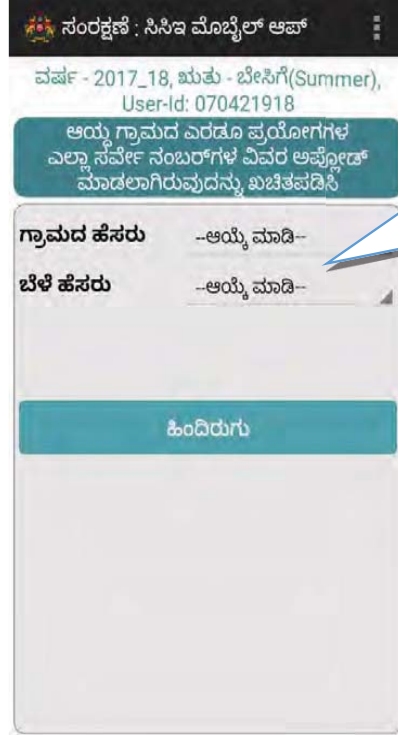 ಸಂರಕ್ಷಣೆ : ಸಿಸಿಇ ಮೊಬೈಲ್ ಆಪ್
ವರ್ಷ - 2017_18, ಋತು - ಬೇಸಿಗೆ(Summer),
User-Id: 070421918
ಆಯ್ದ ಗ್ರಾಮದ ಎರಡೂ ಪ್ರಯೋಗಗಳ
ಎಲ್ಲಾ ಸರ್ವೇ ನಂಬರ್‌ಗಳ ವಿವರ ಅಪ್ಲೋಡ್
ಮಾಡಲಾಗಿರುವುದನ್ನು ಖಚಿತಪಡಿಸಿ
ಗ್ರಾಮದ ಹೆಸರು --ಆಯ್ಕೆ ಮಾಡಿ--
ಬೆಳೆ ಹೆಸರು --ಆಯ್ಕೆ ಮಾಡಿ--
ಹಿಂದಿರುಗು